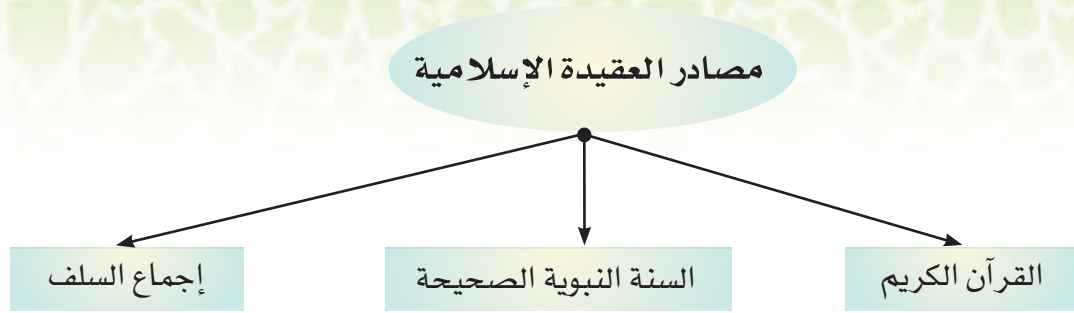 مصادر العقيدة الإسلامية
القرآن الكريم
السنة النبوية الصحيحة
إجماع السلف